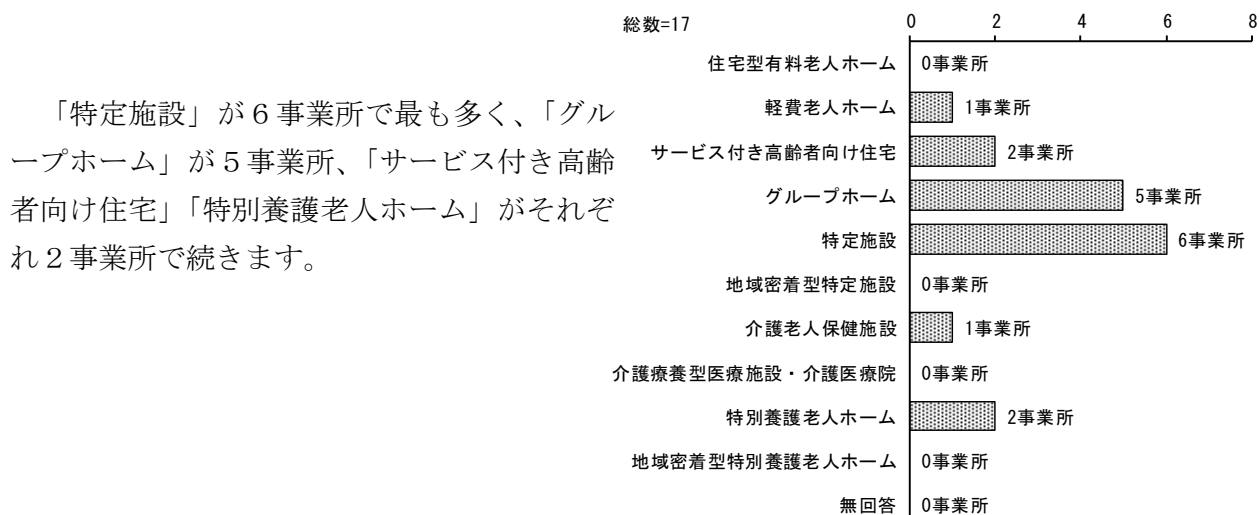 「特定施設」が６事業所で最も多く、「グル
ープホーム」が５事業所、「サービス付き高齢
者向け住宅」「特別養護老人ホーム」がそれぞ
れ２事業所で続きます。
総数=17
0 2 4 6 8
住宅型有料老人ホーム 0事業所
軽費老人ホーム 1事業所
サービス付き高齢者向け住宅 2事業所
グループホーム 5事業所
特定施設 6事業所
地域密着型特定施設 0事業所
介護老人保健施設 1事業所
介護療養型医療施設・介護医療院 0事業所
特別養護老人ホーム 2事業所
地域密着型特別養護老人ホーム 0事業所
無回答 0事業所